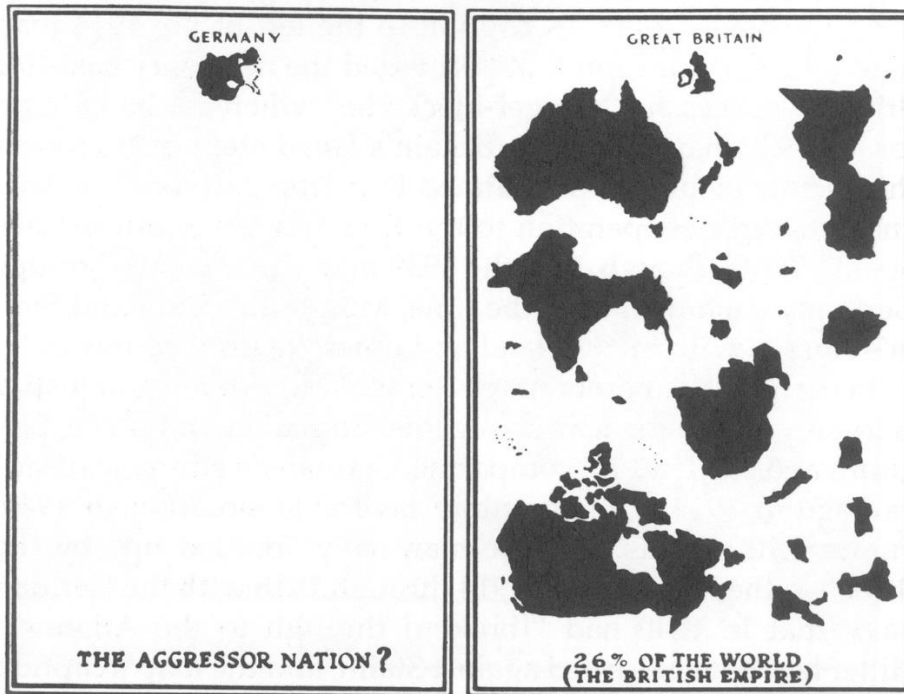 GERMANY
THE AGGRESSOR NATION?
GREAT BRITAIN
26% OF THE WORLD
(THE BRITISH EMPIRE)